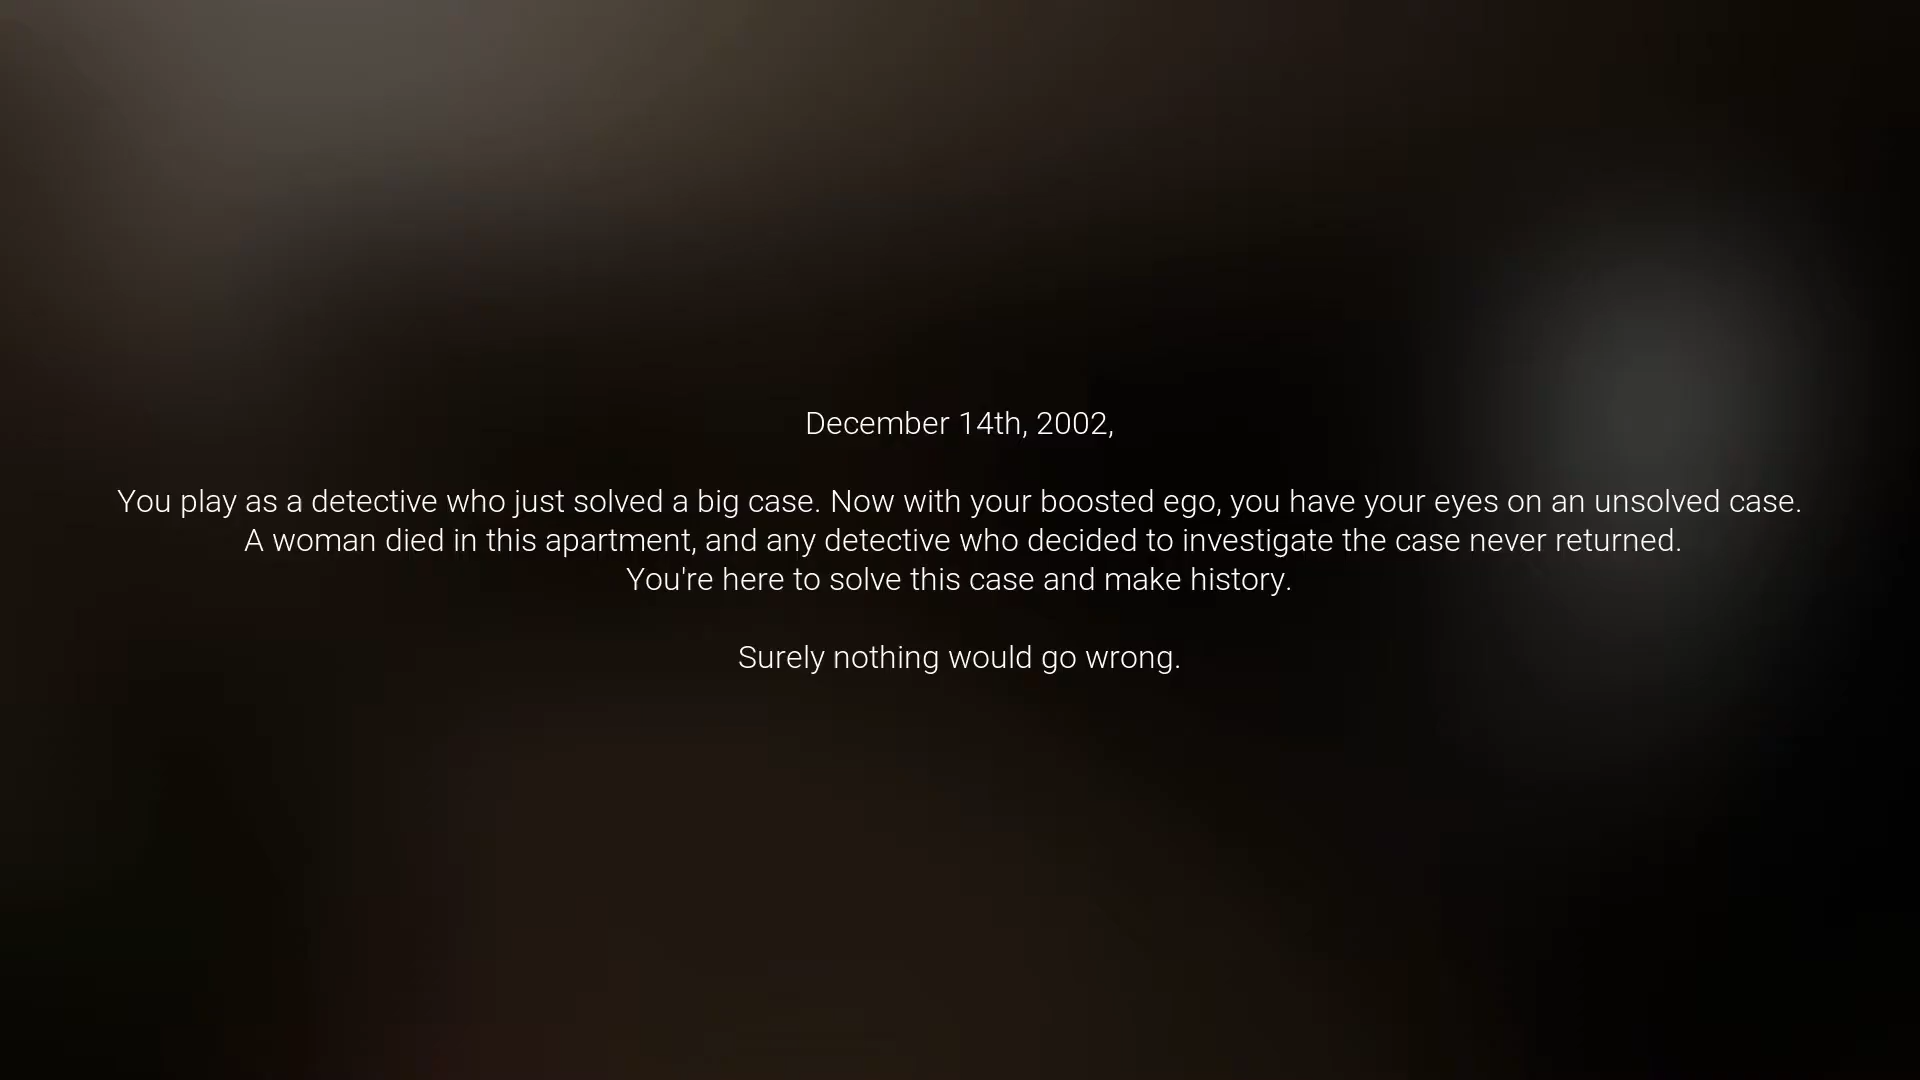 December 14th, 2002,
You play as a detective who just solved a big case. Now with your boosted ego, you have your eyes on an unsolved case.
A woman died in this apartment, and any detective who decided to investigate the case never returned.
You're here to solve this case and make history.
Surely nothing would go wrong.